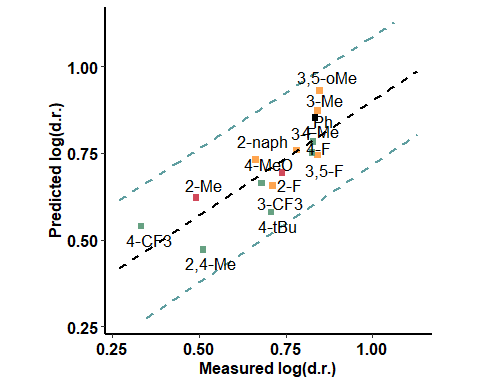 1.00
0.75
0.50
0.25
Predicted log(d.r.)
3,5-oMe
3-Me
Ph
4-Me
2-naph
4-F
4-MeO
3,5-F
2-Me
2-F
3-CF3
4-CF3
4-tBu
2,4-Me
0.25 0.50 0.75 1.00
Measured log(d.r.)